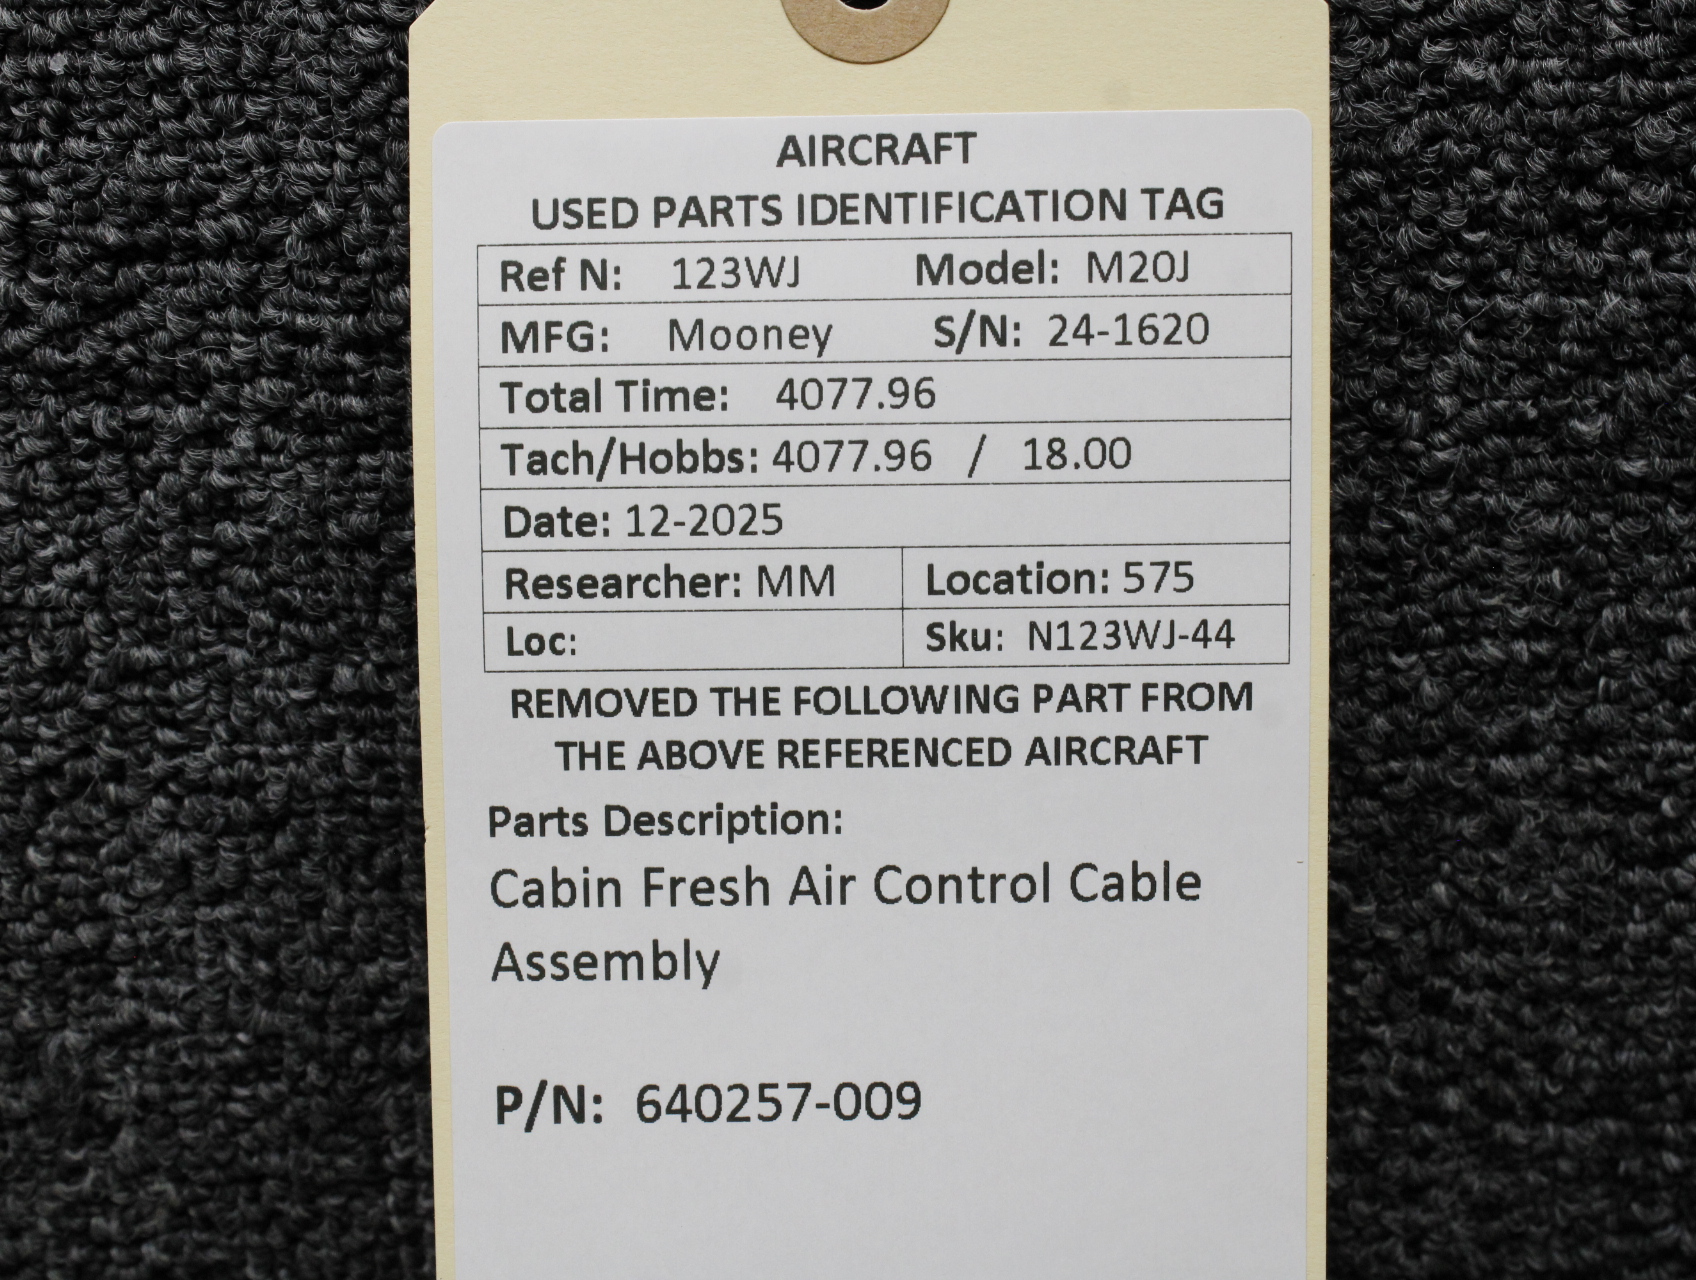 AIRCRAFT
USED PARTS IDENTIFICATION TAG
Ref N: 123WJ Model: M20J
MFG: Mooney S/N: 24-1620
Total Time: 4077.96
Tach/Hobbs: 4077.96 / 18.00
Date: 12-2025
Researcher: MM Location: 575
Loc: Sku: N123WJ-44
REMOVED THE FOLLOWING PART FROM
THE ABOVE REFERENCED AIRCRAFT
Parts Description:
Cabin Fresh Air Control Cable
Assembly
P/N: 640257-009